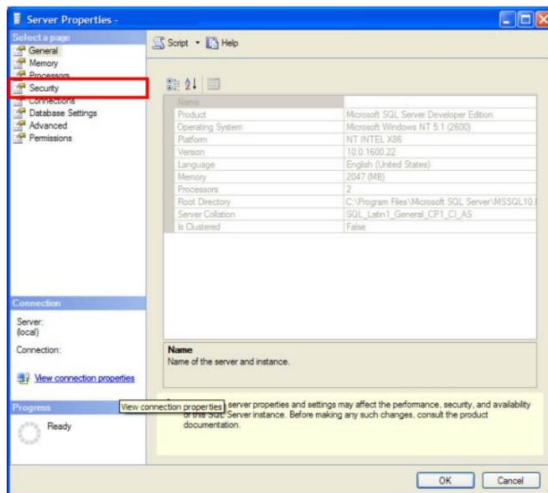 Server Properties -
Select a page
General
Memory
Processors
Security
Connections
Database Settings
Advanced
Permissions
Script Help
Name
Product Microsoft SQL Server Developer Edition
Operating System Microsoft Windows NT 5.1 (2600)
Platform NT INTEL X86
Version 10.0.1600.22
Language English (United States)
Memory 2047 (MB)
Processors 2
Root Directory C:\Program Files\Microsoft SQL Server\MSSQL10.
Server Collation SQL_Latin1_General_CP1_CI_AS
Is Clustered False
Connection
Server:
(local)
Connection:
View connection properties
Name
Name of the server and instance.
Progress
Ready
View connection properties
server properties and settings may affect the performance, security, and availability
of this SQL Server instance. Before making any such changes, consult the product
documentation.
OK Cancel